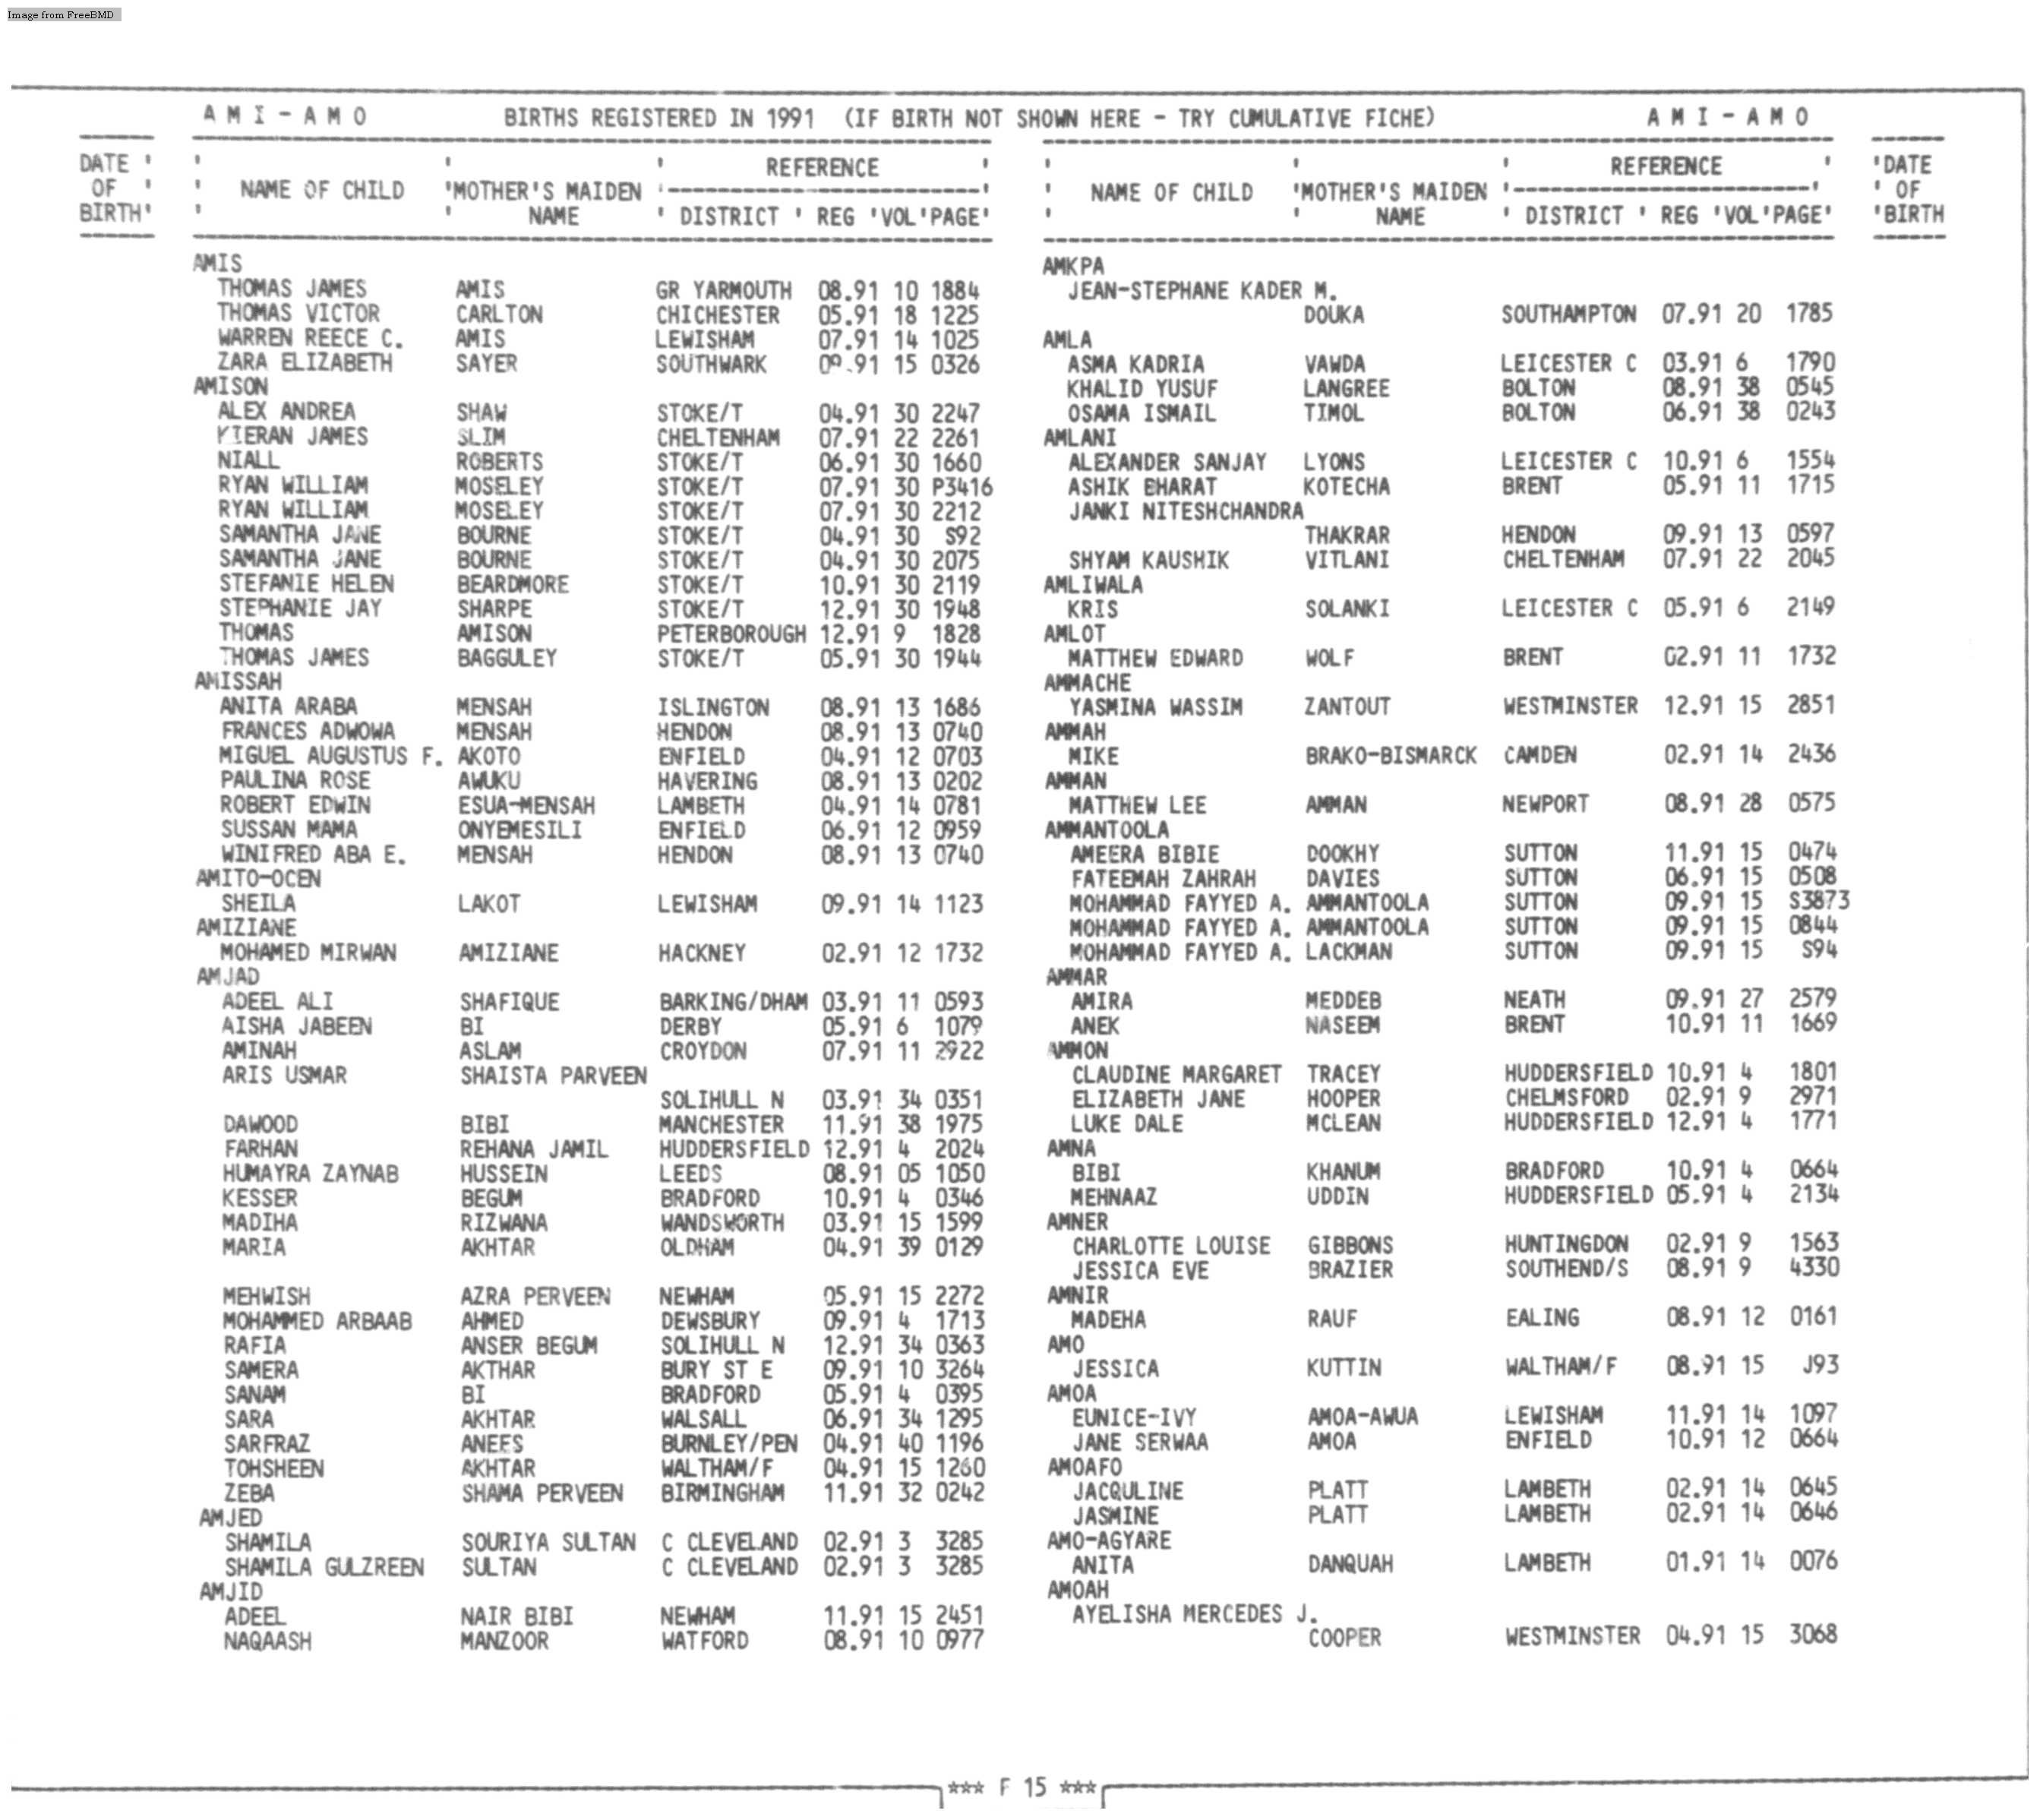 Image from FreeBMD
A M I - A M O BIRTHS REGISTERED IN 1991 (IF BIRTH NOT SHOWN HERE - TRY CUMULATIVE FICHE) A M I - A M O
DATE OF BIRTH
NAME OF CHILD MOTHER'S MAIDEN NAME REFERENCE DISTRICT REG VOL PAGE
AMIS
THOMAS JAMES AMIS GR YARMOUTH 08.91 10 1884
THOMAS VICTOR CARLTON CHICHESTER 05.91 18 1225
WARREN REECE C. AMIS LEWISHAM 07.91 14 1025
ZARA ELIZABETH SAYER SOUTHWARK 09.91 15 0326
AMISON
ALEX ANDREA SHAW STOKE/T 04.91 30 2247
KIERAN JAMES SLIM CHELTENHAM 07.91 22 2261
NIALL ROBERTS STOKE/T 06.91 30 1660
RYAN WILLIAM MOSELEY STOKE/T 07.91 30 P3416
RYAN WILLIAM MOSELEY STOKE/T 07.91 30 2212
SAMANTHA JANE BOURNE STOKE/T 04.91 30 S92
SAMANTHA JANE BOURNE STOKE/T 04.91 30 2075
STEFANIE HELEN BEARDMORE STOKE/T 10.91 30 2119
STEPHANIE JAY SHARPE STOKE/T 12.91 30 1948
THOMAS AMISON PETERBOROUGH 12.91 9 1828
THOMAS JAMES BAGGULEY STOKE/T 05.91 30 1944
AMISSAH
ANITA ARABA MENSAH ISLINGTON 08.91 13 1686
FRANCES ADWOWA MENSAH HENDON 08.91 13 0740
MIGUEL AUGUSTUS F. AKOTO ENFIELD 04.91 12 0703
PAULINA ROSE AWUKU HAVERING 08.91 13 0202
ROBERT EDWIN ESUA-MENSAH LAMBETH 04.91 14 0781
SUSSAN MAMA ONYEMESILI ENFIELD 06.91 12 0959
WINIFRED ABA E. MENSAH HENDON 08.91 13 0740
AMITO-OCEN
SHEILA LAKOT LEWISHAM 09.91 14 1123
AMIZIANE
MOHAMED MIRWAN AMIZIANE HACKNEY 02.91 12 1732
AMJAD
ADEEL ALI SHAFIQUE BARKING/DHAM 03.91 11 0593
AISHA JABEEN BI DERBY 05.91 6 1079
AMINAH ASLAM CROYDON 07.91 11 2922
ARIS USMAR SHAISTA PARVEEN
SOLIHULL N 03.91 34 0351
DAWOOD BIBI MANCHESTER 11.91 38 1975
FARHAN REHANA JAMIL HUDDERSFIELD 12.91 4 2024
HUMAYRA ZAYNAB HUSSEIN LEEDS 08.91 05 1050
KESSER BEGUM BRADFORD 10.91 4 0346
MADIHA RIZWANA WANDSWORTH 03.91 15 1599
MARIA AKHTAR OLDHAM 04.91 39 0129
MEHWISH AZRA PERVEEN NEWHAM 05.91 15 2272
MOHAMMED ARBAAB AHMED DEWSBURY 09.91 4 1713
RAFIA ANSER BEGUM SOLIHULL N 12.91 34 0363
SAMERA AKTHAR BURY ST E 09.91 10 3264
SANAM BI BRADFORD 05.91 4 0395
SARA AKHTAR WALSALL 06.91 34 1295
SARFRAZ ANEES BURNLEY/PEN 04.91 40 1196
TOHSHEEN AKHTAR WALTHAM/F 04.91 15 1260
ZEBA SHAMA PERVEEN BIRMINGHAM 11.91 32 0242
AMJED
SHAMILA SOURIYA SULTAN C CLEVELAND 02.91 3 3285
SHAMILA GULZREEN SULTAN C CLEVELAND 02.91 3 3285
AMJID
ADEEL NAIR BIBI NEWHAM 11.91 15 2451
NAQAASH MANZOOR WATFORD 08.91 10 0977
NAME OF CHILD MOTHER'S MAIDEN NAME REFERENCE DISTRICT REG VOL PAGE
DATE OF BIRTH
AMKPA
JEAN-STEPHANE KADER M.
DOUKA SOUTHAMPTON 07.91 20 1785
AMLA
ASMA KADRIA VAWDA LEICESTER C 03.91 6 1790
KHALID YUSUF LANGREE BOLTON 08.91 38 0545
OSAMA ISMAIL TIMOL BOLTON 06.91 38 0243
AMLANI
ALEXANDER SANJAY LYONS LEICESTER C 10.91 6 1554
ASHIK BHARAT KOTECHA BRENT 05.91 11 1715
JANKI NITESHCHANDRA
THAKRAR HENDON 09.91 13 0597
SHYAM KAUSHIK VITLANI CHELTENHAM 07.91 22 2045
AMLIWALA
KRIS SOLANKI LEICESTER C 05.91 6 2149
AMLOT
MATTHEW EDWARD WOLF BRENT 02.91 11 1732
AMMACHE
YASMINA WASSIM ZANTOUT WESTMINSTER 12.91 15 2851
AMMAH
MIKE BRAKO-BISMARCK CAMDEN 02.91 14 2436
AMMAN
MATTHEW LEE AMMAN NEWPORT 08.91 28 0575
AMMANTOOLA
AMEERA BIBIE DOOKHY SUTTON 11.91 15 0474
FATEEMAH ZAHRAH DAVIES SUTTON 06.91 15 0508
MOHAMMAD FAYYED A. AMMANTOOLA SUTTON 09.91 15 S3873
MOHAMMAD FAYYED A. AMMANTOOLA SUTTON 09.91 15 0844
MOHAMMAD FAYYED A. LACKMAN SUTTON 09.91 15 S94
AMMAR
AMIRA MEDDEB NEATH 09.91 27 2579
ANEK NASEEM BRENT 10.91 11 1669
AMMON
CLAUDINE MARGARET TRACEY HUDDERSFIELD 10.91 4 1801
ELIZABETH JANE HOOPER CHELMSFORD 02.91 9 2971
LUKE DALE MCLEAN HUDDERSFIELD 12.91 4 1771
AMNA
BIBI KHANUM BRADFORD 10.91 4 0664
MEHNAAZ UDDIN HUDDERSFIELD 05.91 4 2134
AMNER
CHARLOTTE LOUISE GIBBONS HUNTINGDON 02.91 9 1563
JESSICA EVE BRAZIER SOUTHEND/S 08.91 9 4330
AMNIR
MADEHA RAUF EALING 08.91 12 0161
AMO
JESSICA KUTTIN WALTHAM/F 08.91 15 J93
AMOA
EUNICE-IVY AMOA-AWUA LEWISHAM 11.91 14 1097
JANE SERWAA AMOA ENFIELD 10.91 12 0664
AMOAFO
JACQULINE PLATT LAMBETH 02.91 14 0645
JASMINE PLATT LAMBETH 02.91 14 0646
AMO-AGYARE
ANITA DANQUAH LAMBETH 01.91 14 0076
AMOAH
AYELISHA MERCEDES J.
COOPER WESTMINSTER 04.91 15 3068
*** F 15 ***